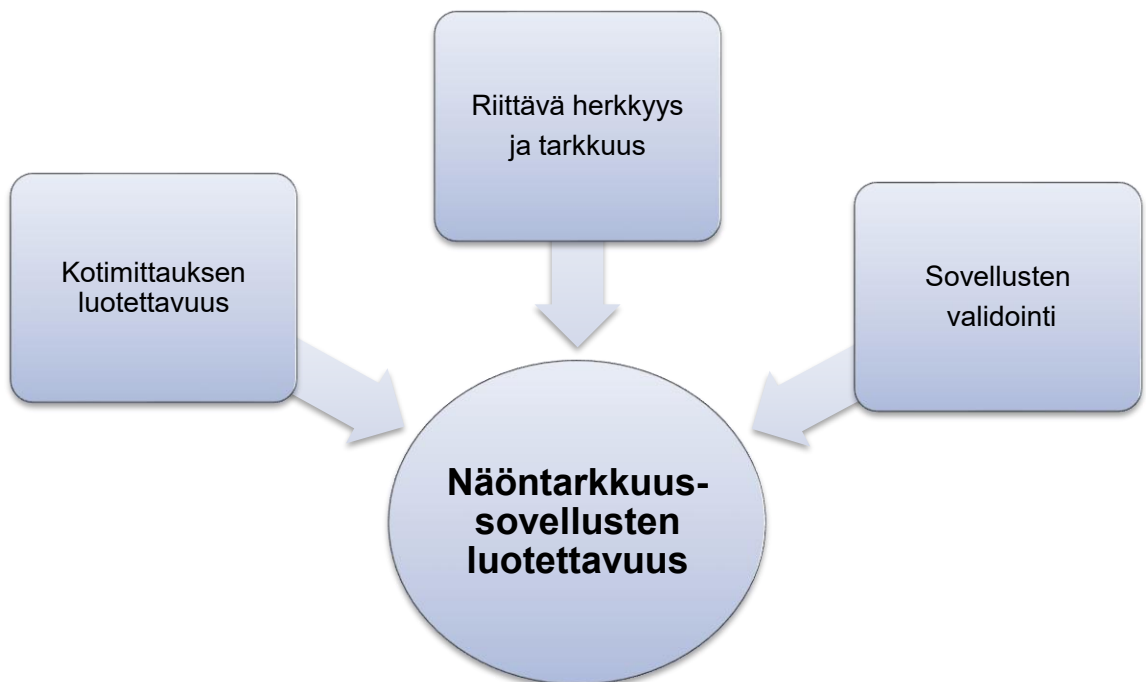 Riittävä herkkyys
ja tarkkuus
Kotimittauksen
luotettavuus
Sovellusten
validointi
Näöntarkkuus-
sovellusten
luotettavuus